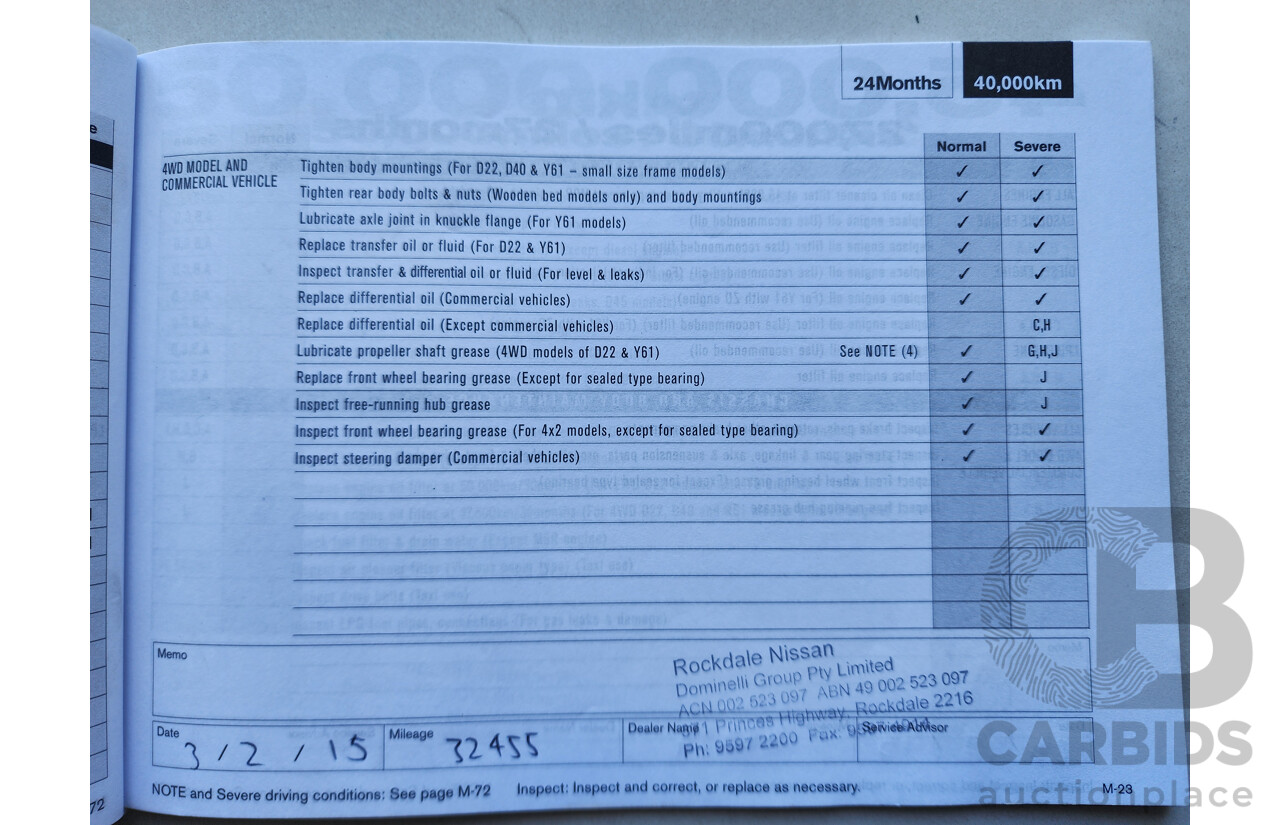 24Months 40,000km
Normal Severe
4WD MODEL AND
COMMERCIAL VEHICLE
Tighten body mountings (For D22, D40 & Y61 – small size frame models) ✓ ✓
Tighten rear body bolts & nuts (Wooden bed models only) and body mountings ✓ ✓
Lubricate axle joint in knuckle flange (For Y61 models) ✓ ✓
Replace transfer oil or fluid (For D22 & Y61) ✓ ✓
Inspect transfer & differential oil or fluid (For level & leaks) ✓ ✓
Replace differential oil (Commercial vehicles) ✓ ✓
Replace differential oil (Except commercial vehicles) C,H
Lubricate propeller shaft grease (4WD models of D22 & Y61) See NOTE (4) ✓ G,H,J
Replace front wheel bearing grease (Except for sealed type bearing) ✓ J
Inspect free-running hub grease ✓ J
Inspect front wheel bearing grease (For 4x2 models, except for sealed type bearing) ✓ ✓
Inspect steering damper (Commercial vehicles) ✓ ✓
Memo
Rockdale Nissan
Dominelli Group Pty Limited
ACN 002 523 097 ABN 49 002 523 097
Princes Highway, Rockdale 2216
Ph: 9597 2200 Fax:
Date 3 / 2 / 15 Mileage 32455 Dealer Name Service Advisor
NOTE and Severe driving conditions: See page M-72 Inspect: Inspect and correct, or replace as necessary.
M-23
72
CB
CARBIDS
auctionplace